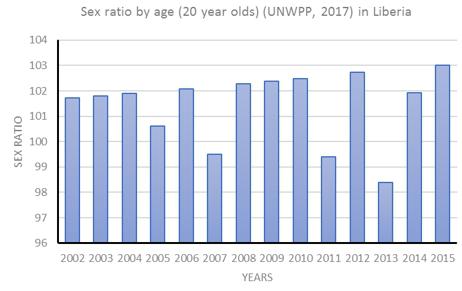 Sex ratio by age (20 year olds) (UNWPP, 2017) in Liberia
104
103
102
101
100
99
98
97
96
SEX RATIO
2002 2003 2004 2005 2006 2007 2008 2009 2010 2011 2012 2013 2014 2015
YEARS